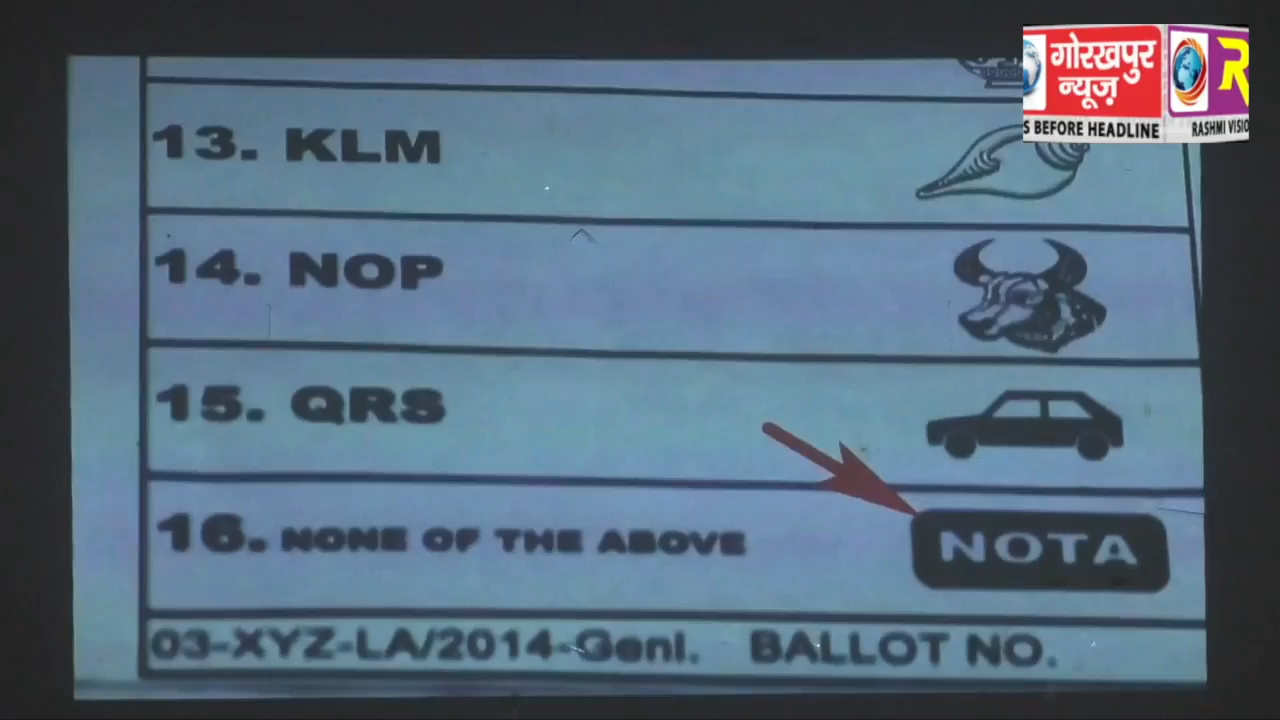 गोरखपुर
न्यूज़
S BEFORE HEADLINE
R
RASHMI VISIO
13. KLM
14. NOP
15. QRS
16. NONE OF THE ABOVE
NOTA
03-XYZ-LA/2014-Genl. BALLOT NO.